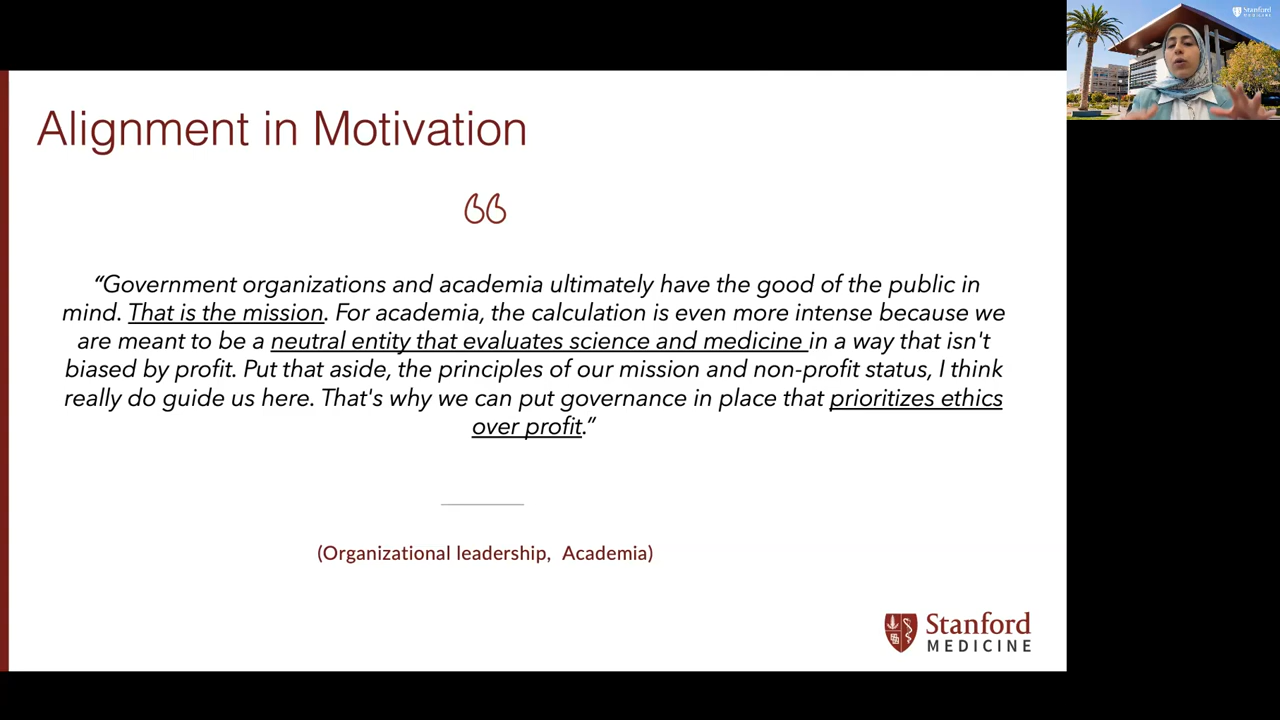 Alignment in Motivation
“Government organizations and academia ultimately have the good of the public in
mind. That is the mission. For academia, the calculation is even more intense because we
are meant to be a neutral entity that evaluates science and medicine in a way that isn't
biased by profit. Put that aside, the principles of our mission and non-profit status, I think
really do guide us here. That's why we can put governance in place that prioritizes ethics
over profit.”
(Organizational leadership, Academia)
Stanford
MEDICINE
Stanford
MEDICINE